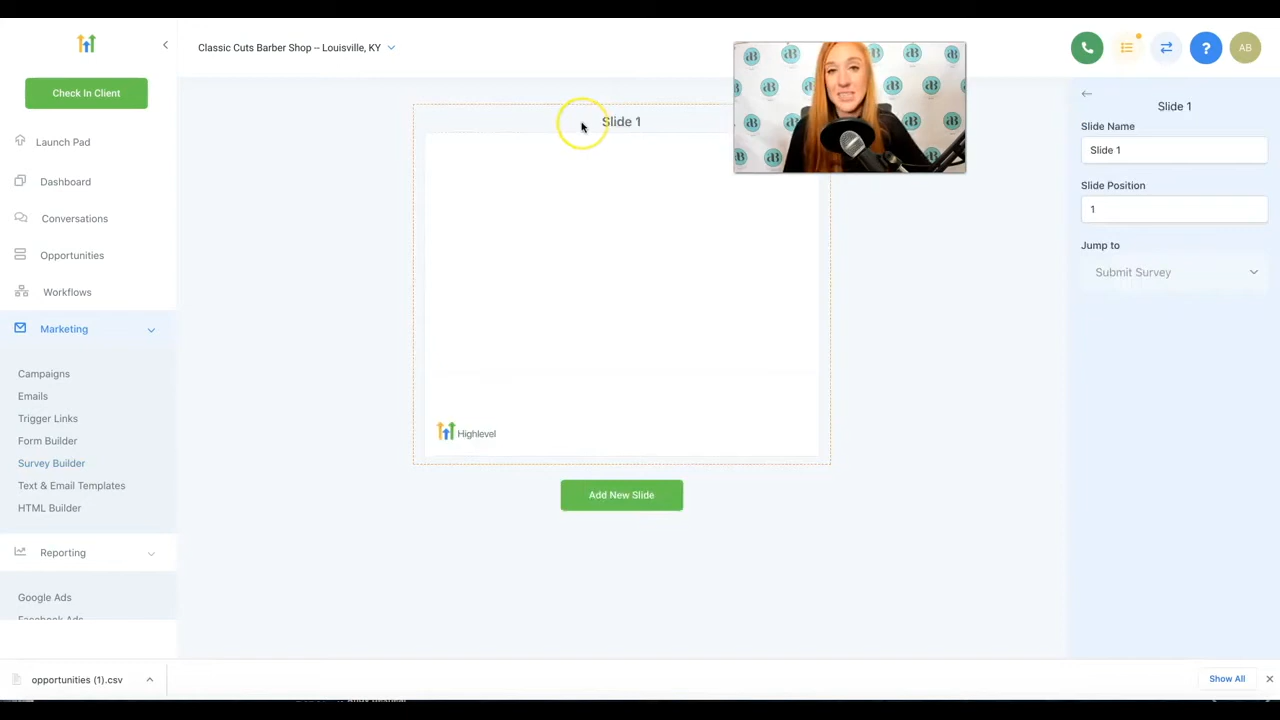 Classic Cuts Barber Shop -- Louisville, KY
?
AB
Check In Client
Launch Pad
Dashboard
Conversations
Opportunities
Workflows
Marketing
Campaigns
Emails
Trigger Links
Form Builder
Survey Builder
Text & Email Templates
HTML Builder
Reporting
Google Ads
Facebook Ads
Slide 1
Highlevel
Add New Slide
Slide 1
Slide Name
Slide 1
Slide Position
1
Jump to
Submit Survey
opportunities (1).csv
Show All